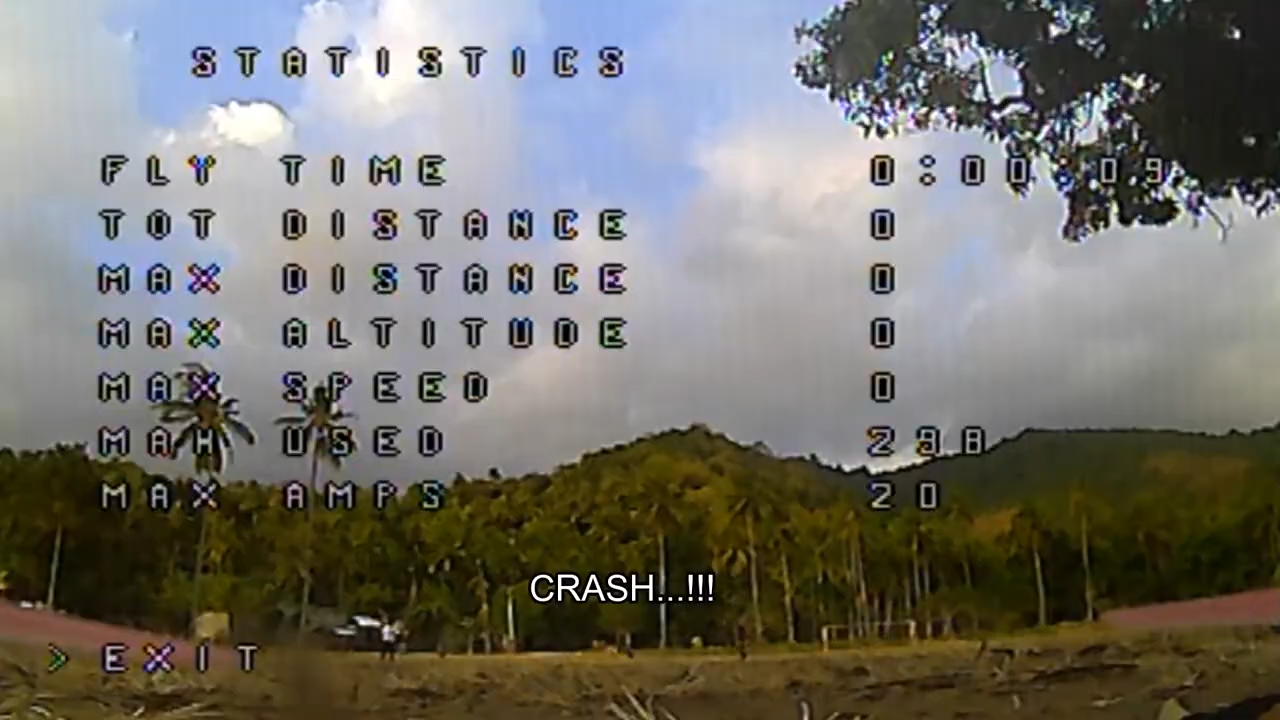 STATISTICS
FLY TIME 0:00:09
TOT DISTANCE 0
MAX DISTANCE 0
MAX ALTITUDE 0
MAX SPEED 0
MAH USED 298
MAX AMPS 20
CRASH...!!!
> EXIT